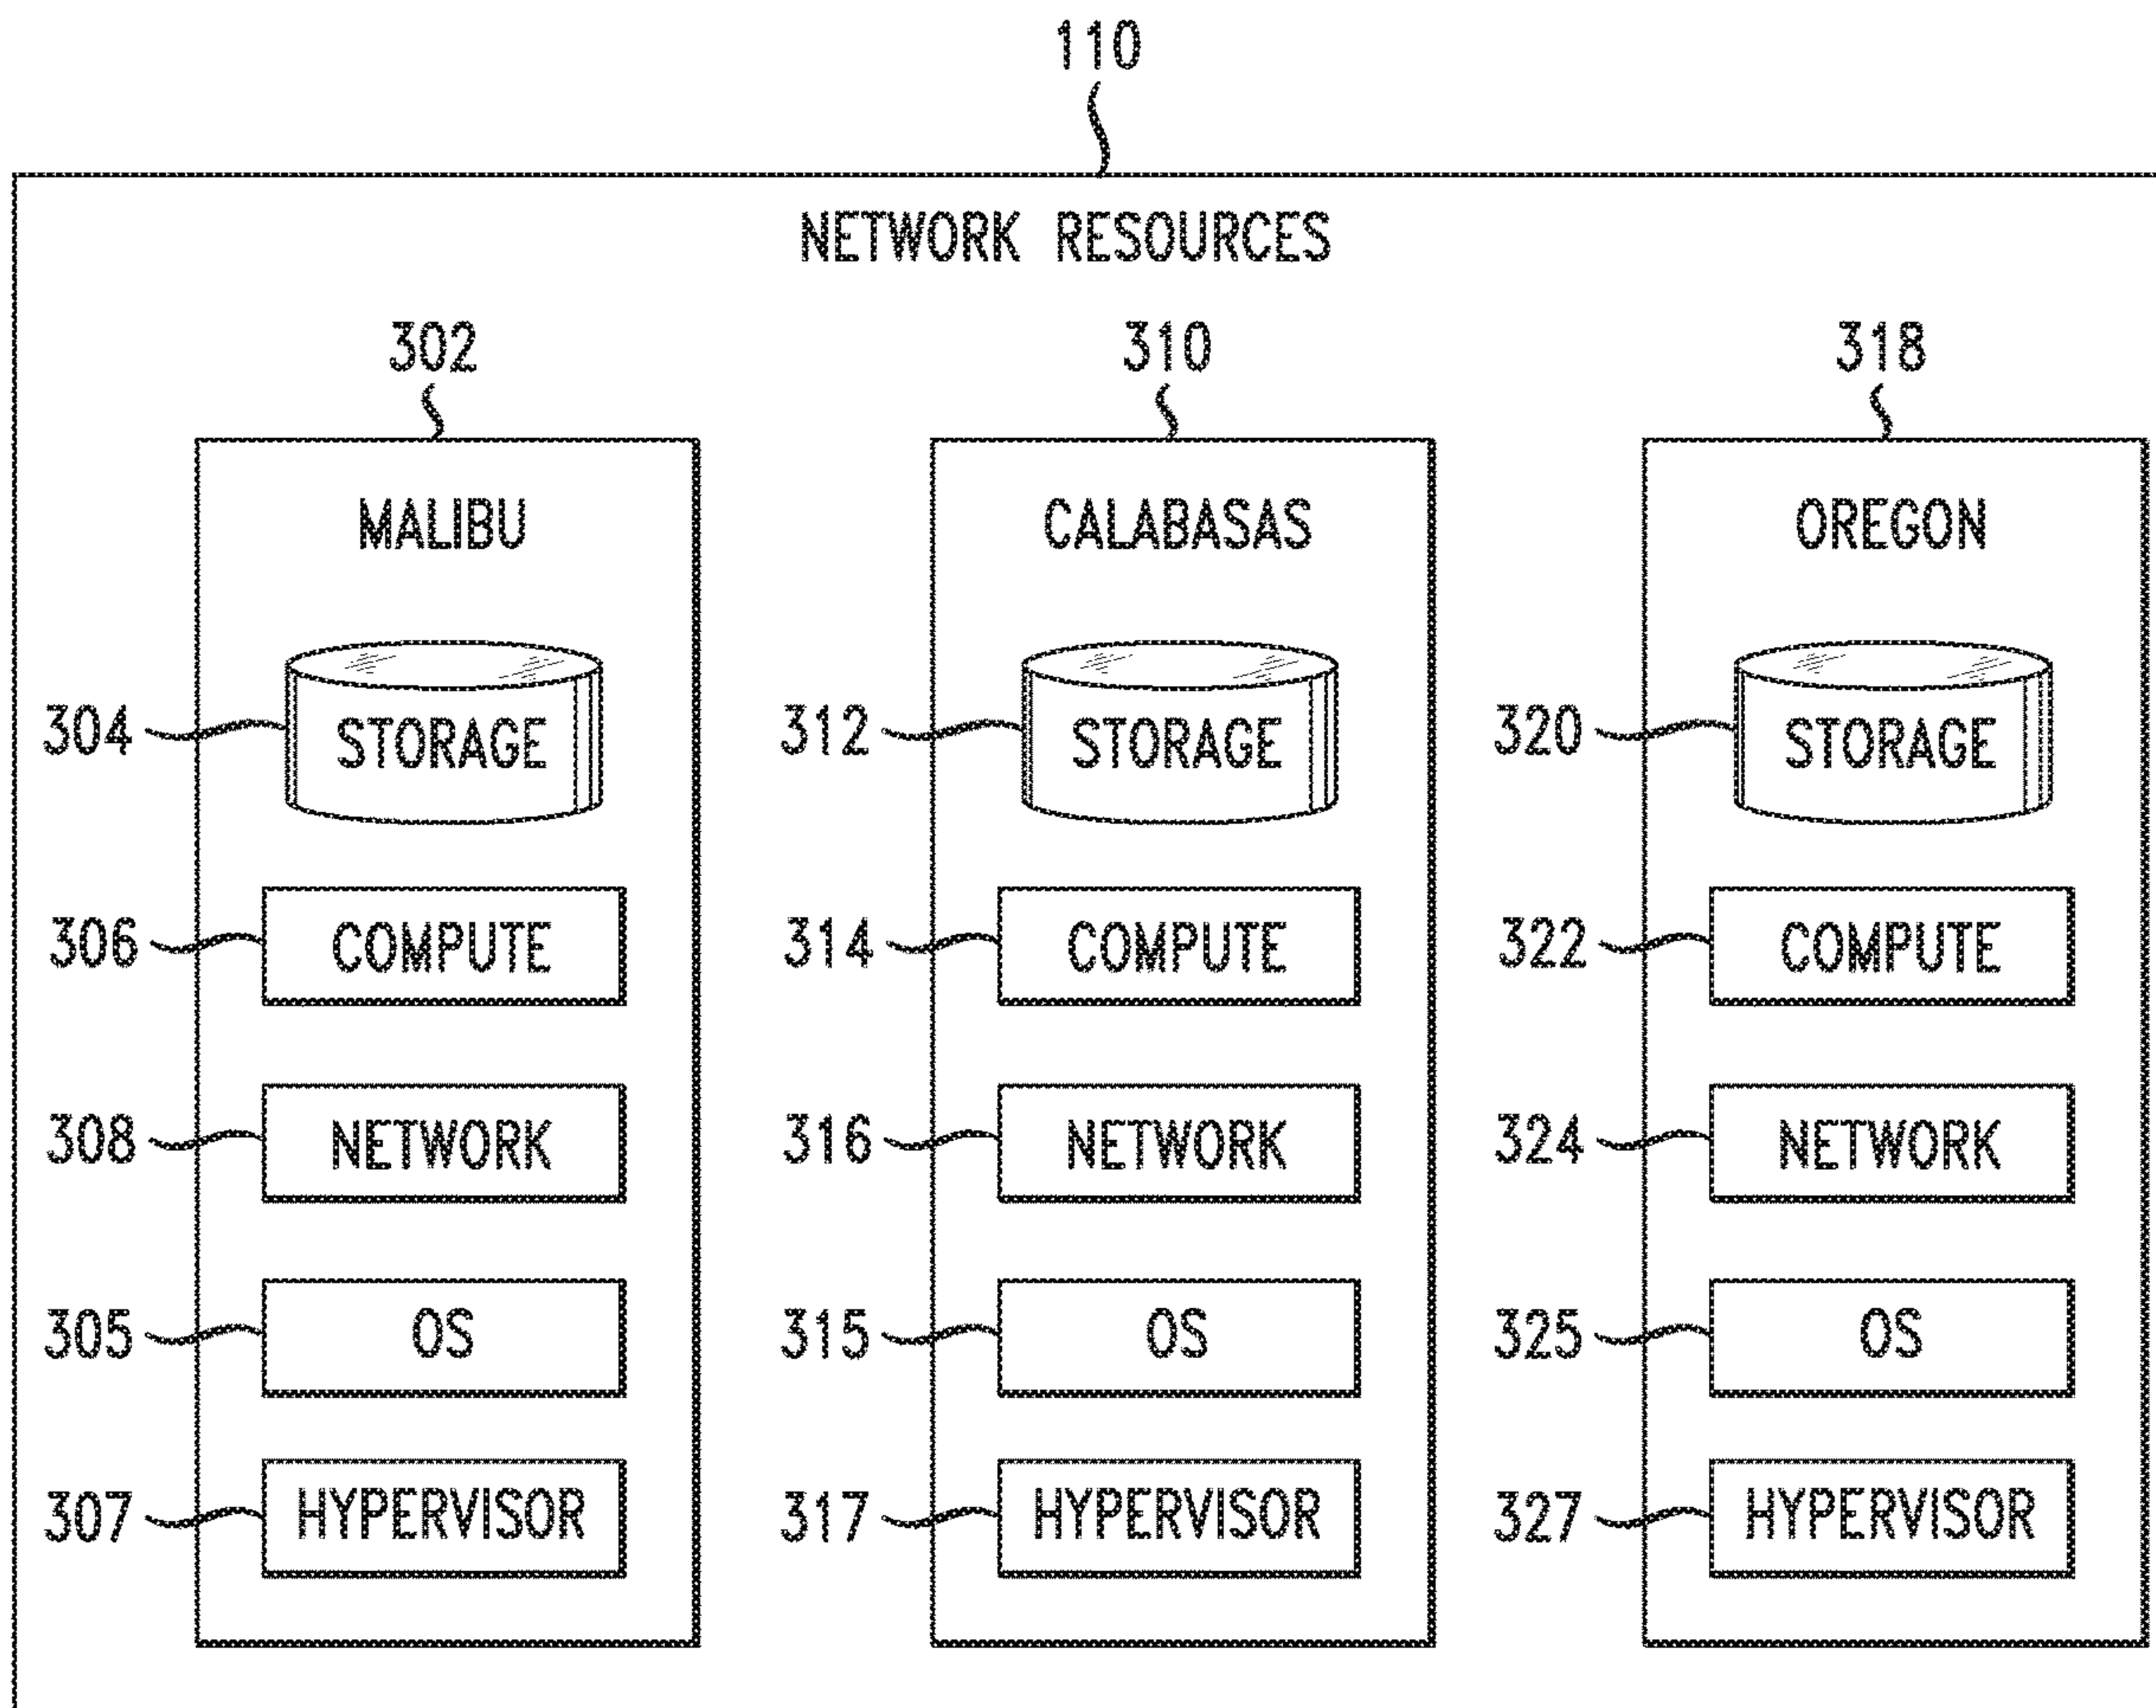 110
NETWORK RESOURCES
302 310 318
MALIBU CALABASAS OREGON
304 STORAGE 312 STORAGE 320 STORAGE
306 COMPUTE 314 COMPUTE 322 COMPUTE
308 NETWORK 316 NETWORK 324 NETWORK
305 OS 315 OS 325 OS
307 HYPERVISOR 317 HYPERVISOR 327 HYPERVISOR